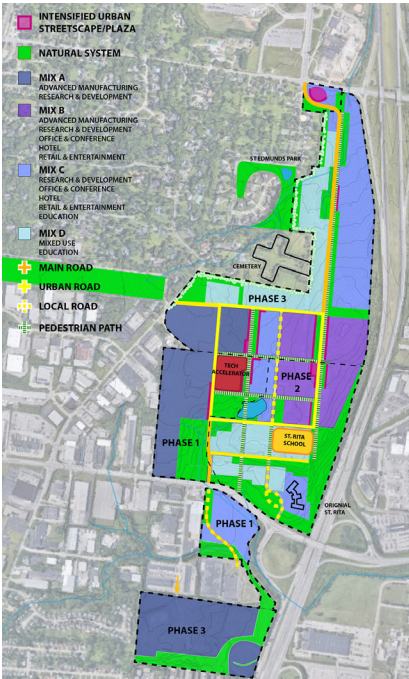 INTENSIFIED URBAN
STREETSCAPE/PLAZA
NATURAL SYSTEM
MIX A
ADVANCED MANUFACTURING
RESEARCH & DEVELOPMENT
MIX B
ADVANCED MANUFACTURING
RESEARCH & DEVELOPMENT
OFFICE & CONFERENCE
HOTEL
RETAIL & ENTERTAINMENT
MIX C
RESEARCH & DEVELOPMENT
OFFICE & CONFERENCE
HOTEL
RETAIL & ENTERTAINMENT
EDUCATION
MIX D
MIXED USE
EDUCATION
MAIN ROAD
URBAN ROAD
LOCAL ROAD
PEDESTRIAN PATH
ST EDMUNDS PARK
CEMETERY
PHASE 3
TECH
ACCELERATOR
PHASE
2
PHASE 1
ST. RITA
SCHOOL
ORIGNIAL
ST. RITA
PHASE 1
PHASE 3